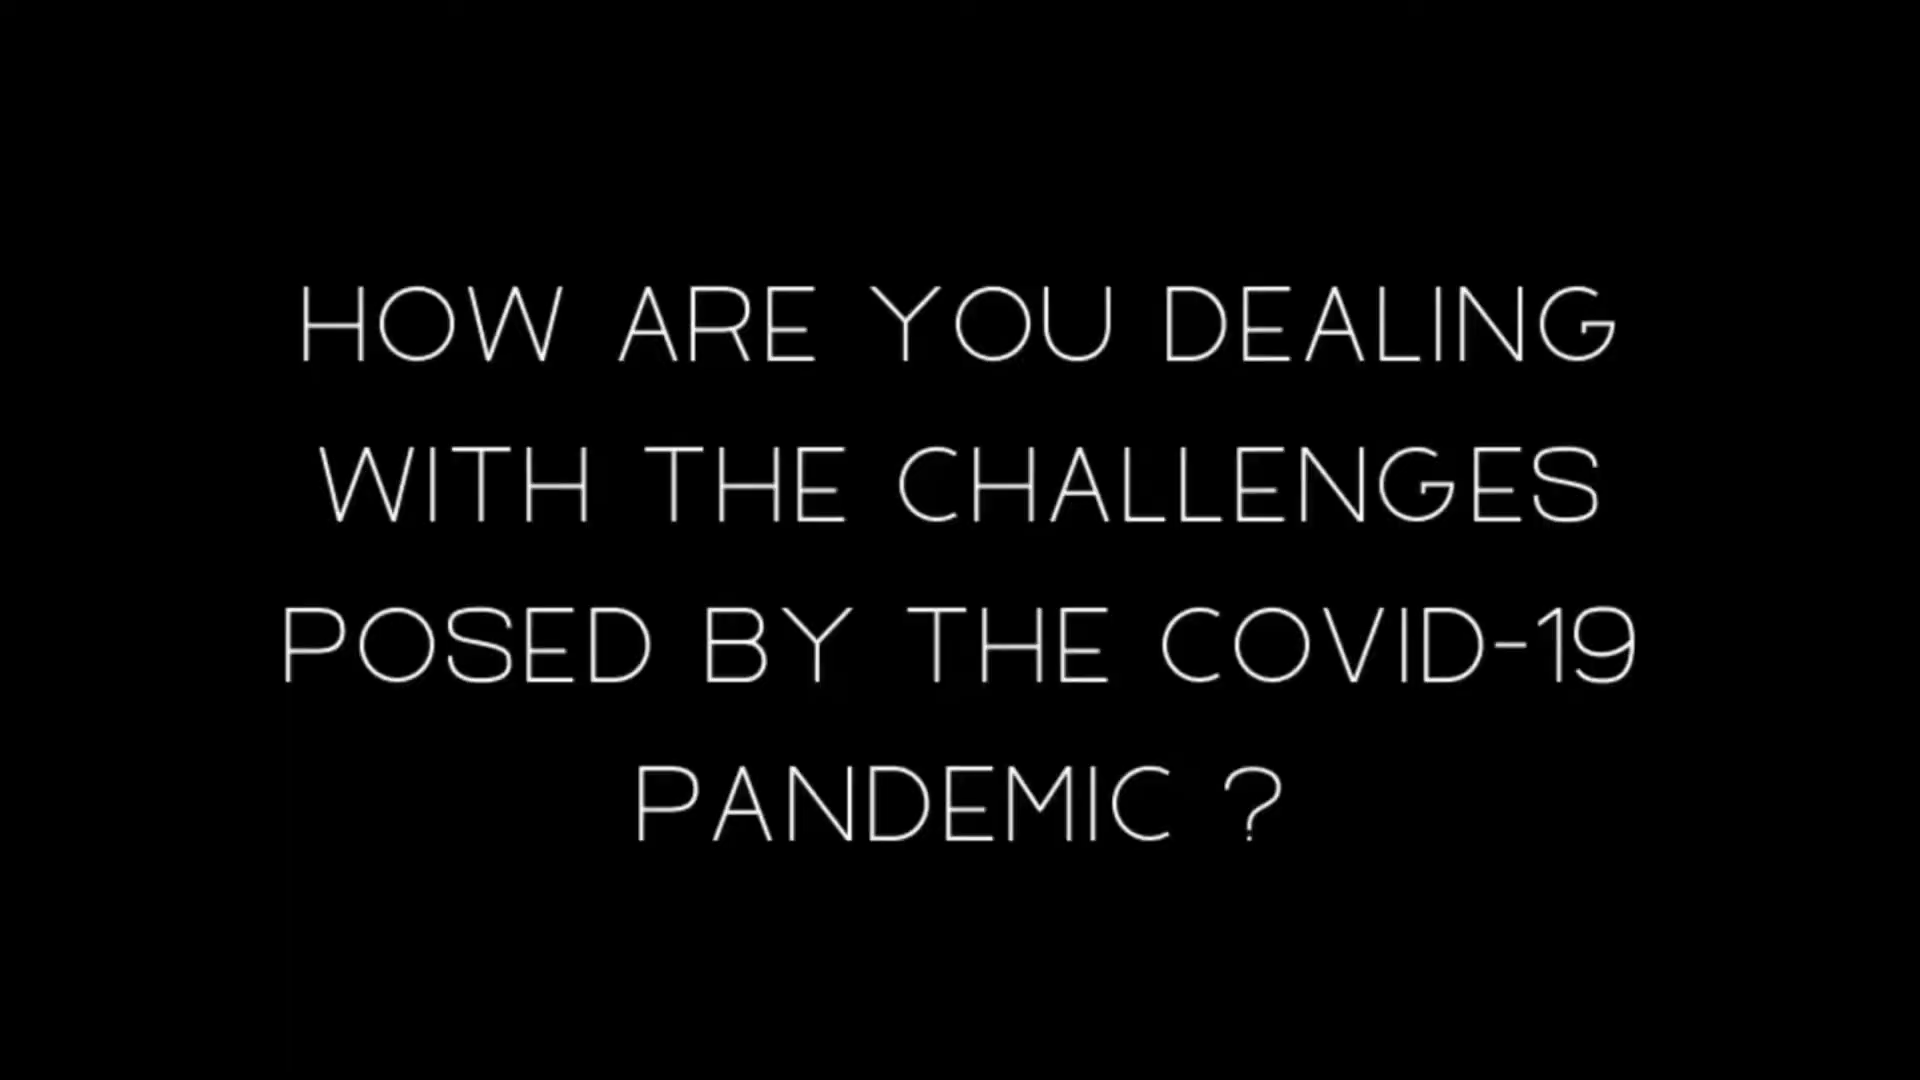 HOW ARE YOU DEALING
WITH THE CHALLENGES
POSED BY THE COVID-19
PANDEMIC ?